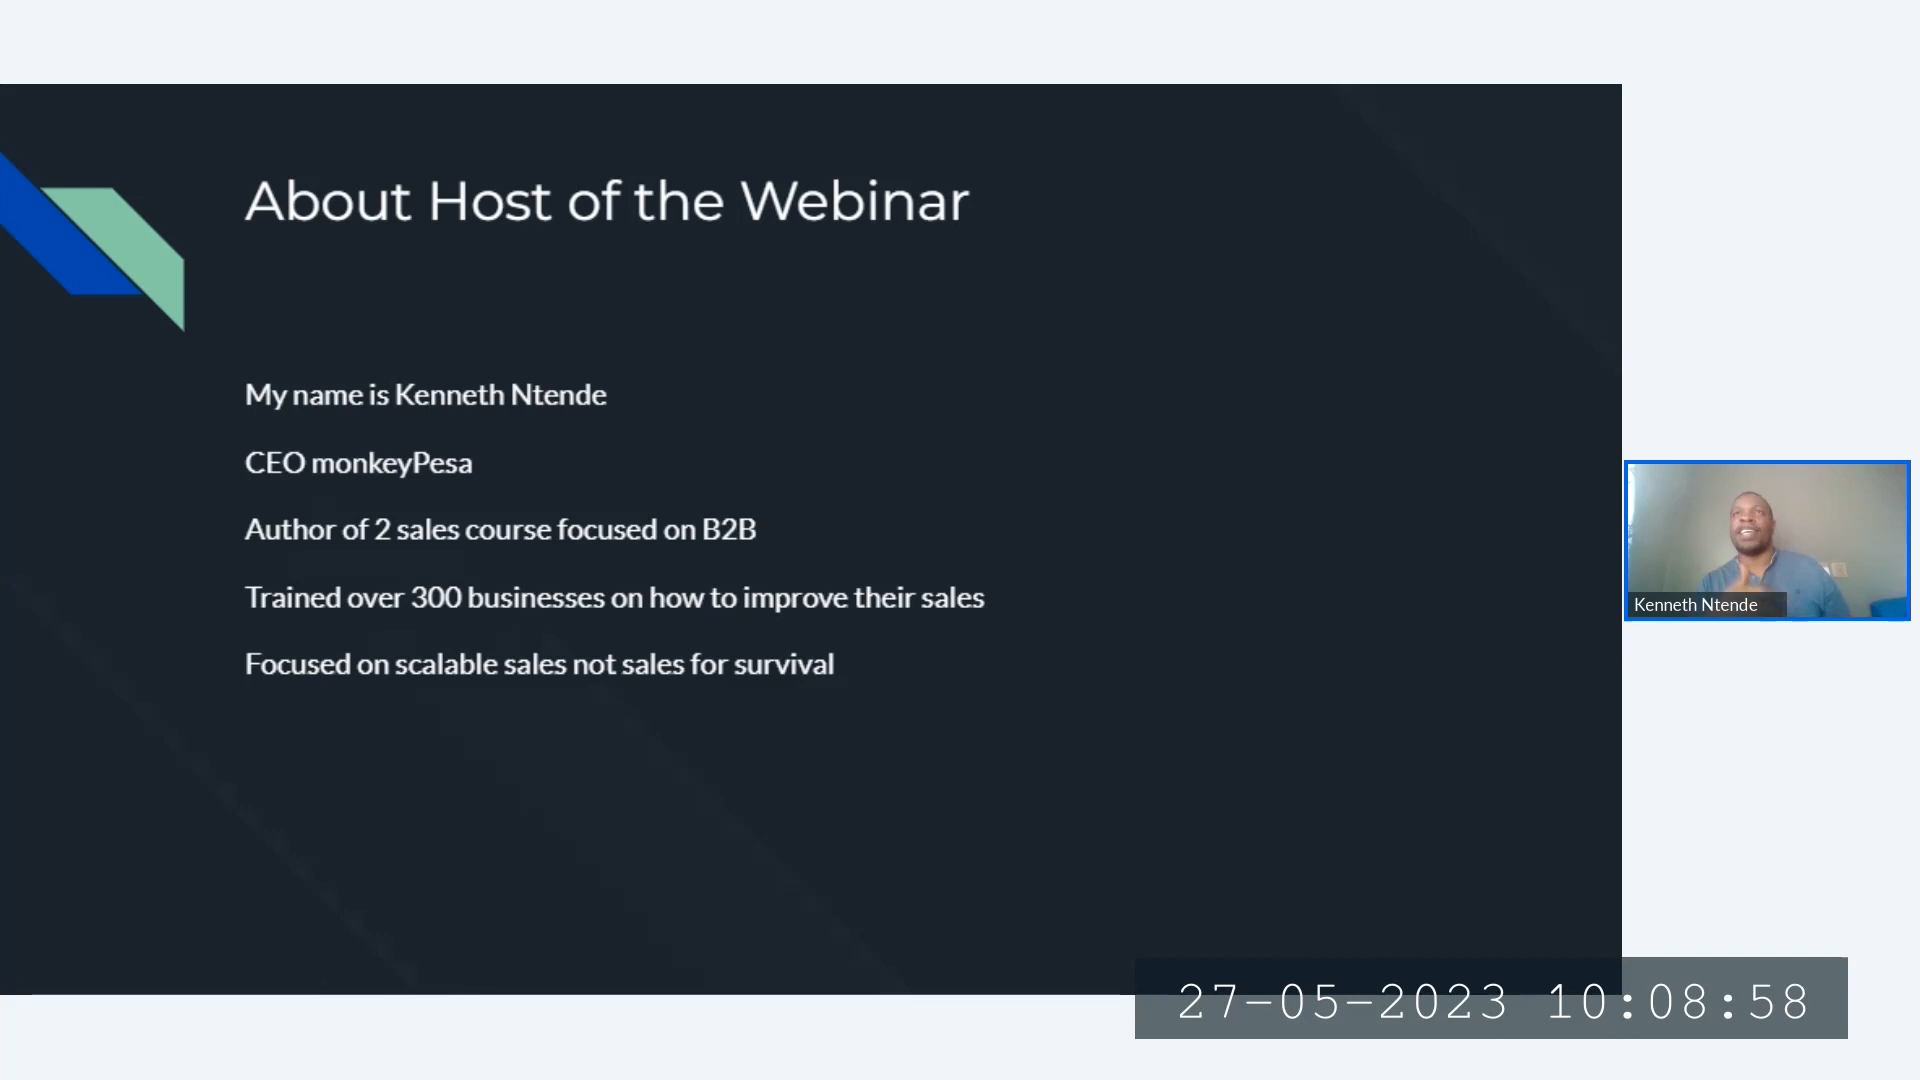 About Host of the Webinar
My name is Kenneth Ntende
CEO monkeyPesa
Author of 2 sales course focused on B2B
Trained over 300 businesses on how to improve their sales
Focused on scalable sales not sales for survival
Kenneth Ntende
27-05-2023 10:08:58